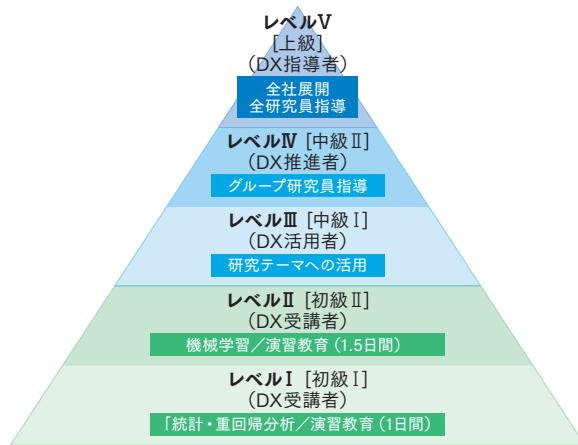 レベルⅤ
[上級]
（DX指導者）
全社展開
全研究員指導
レベルⅣ [中級Ⅱ]
（DX推進者）
グループ研究員指導
レベルⅢ [中級Ⅰ]
（DX活用者）
研究テーマへの活用
レベルⅡ [初級Ⅱ]
（DX受講者）
機械学習／演習教育（1.5日間）
レベルⅠ [初級Ⅰ]
（DX受講者）
「統計・重回帰分析／演習教育（1日間）